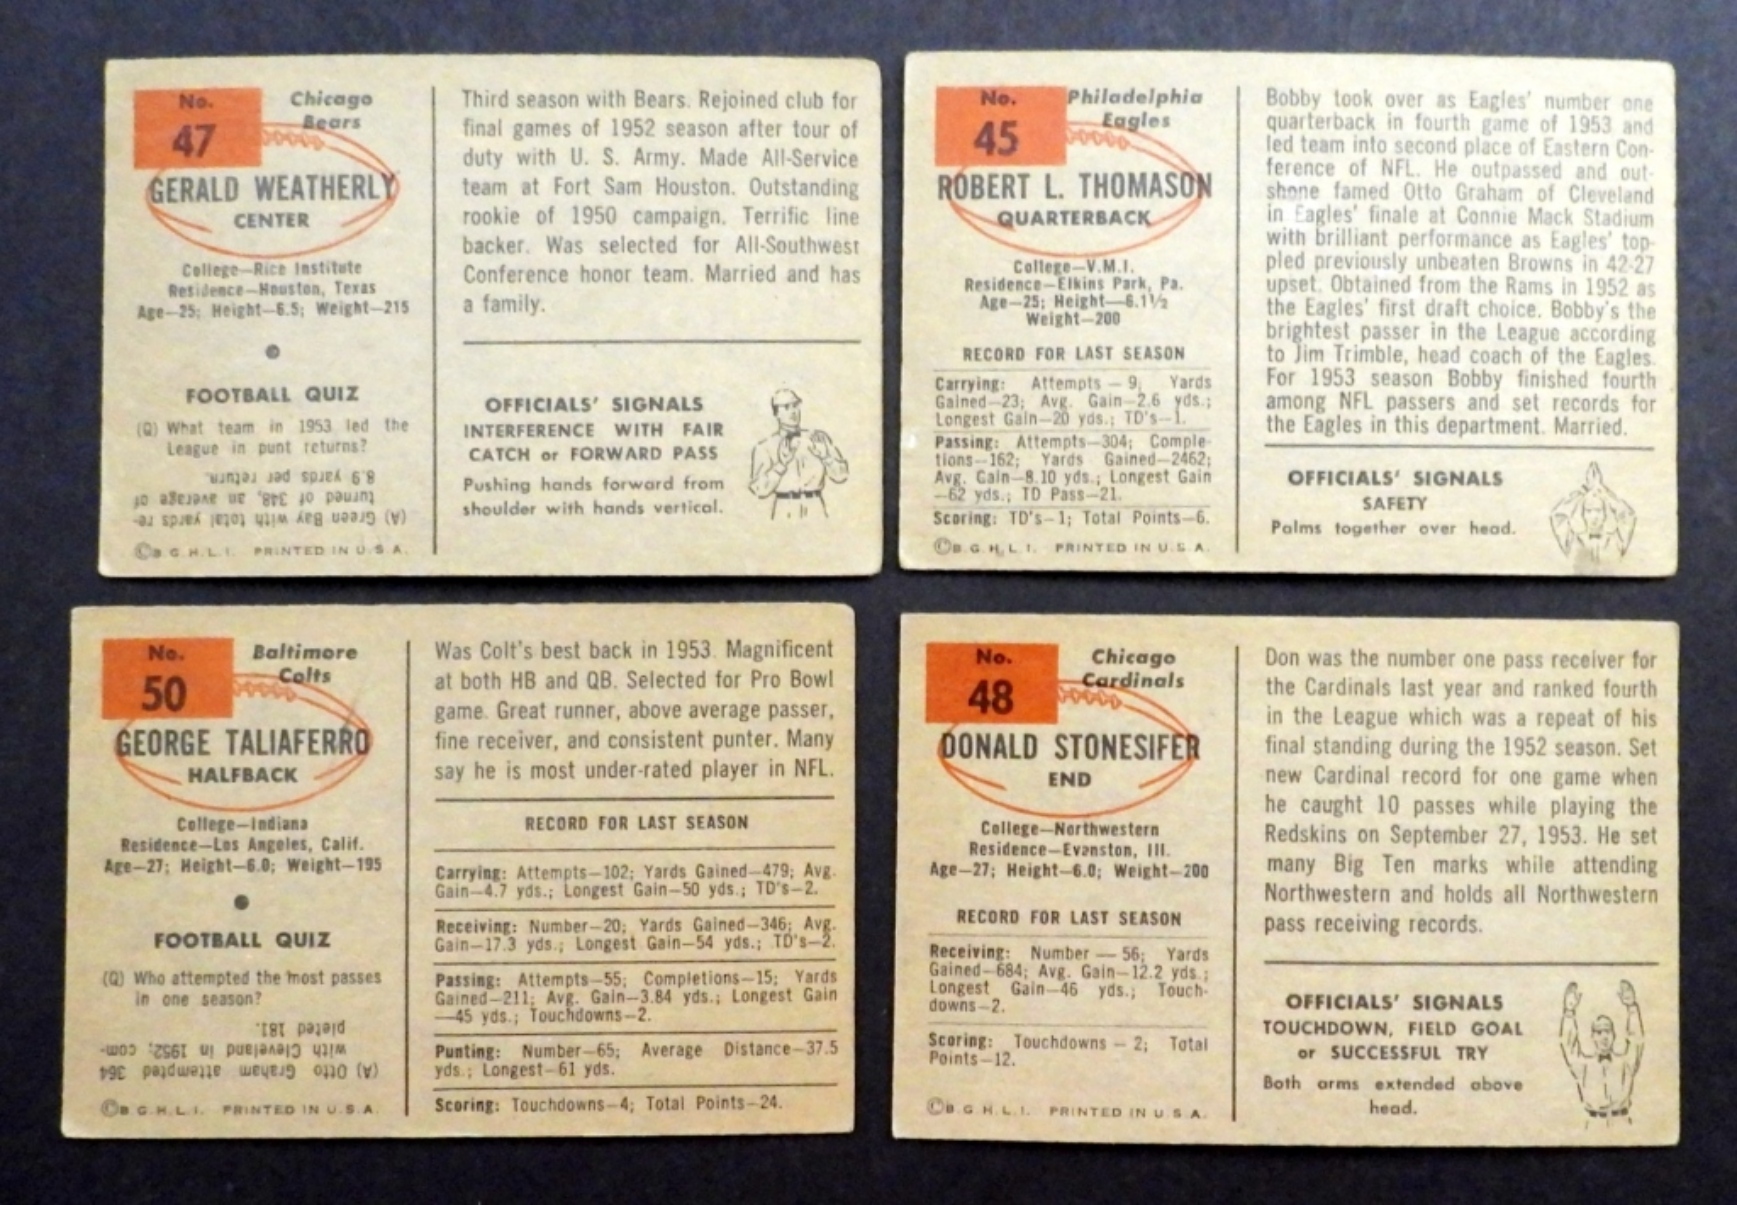 No.
47
Chicago
Bears
GERALD WEATHERLY
CENTER
College—Rice Institute
Residence—Houston, Texas
Age—25; Height—6.5; Weight—215
FOOTBALL QUIZ
(Q) What team in 1953 led the
League in punt returns?
(A) Green Bay with total yards re-
turned of 348, an average of
8.9 yards per return.
©B.G.H.L.I. PRINTED IN U.S.A.
Third season with Bears. Rejoined club for
final games of 1952 season after tour of
duty with U. S. Army. Made All-Service
team at Fort Sam Houston. Outstanding
rookie of 1950 campaign. Terrific line
backer. Was selected for All-Southwest
Conference honor team. Married and has
a family.
OFFICIALS' SIGNALS
INTERFERENCE WITH FAIR
CATCH or FORWARD PASS
Pushing hands forward from
shoulder with hands vertical.
No.
45
Philadelphia
Eagles
ROBERT L. THOMASON
QUARTERBACK
College—V.M.I.
Residence—Elkins Park, Pa.
Age—25; Height—6.1½
Weight—200
RECORD FOR LAST SEASON
Carrying: Attempts — 9; Yards
Gained—23; Avg. Gain—2.6 yds.;
Longest Gain—20 yds.; TD's—1.
Passing: Attempts—304; Comple-
tions—162; Yards Gained—2462;
Avg. Gain—8.10 yds.; Longest Gain
—62 yds.; TD Pass—21.
Scoring: TD's—1; Total Points—6.
©B.G.H.L.I. PRINTED IN U.S.A.
Bobby took over as Eagles' number one
quarterback in fourth game of 1953 and
led team into second place of Eastern Con-
ference of NFL. He outpassed and out-
shone famed Otto Graham of Cleveland
in Eagles' finale at Connie Mack Stadium
with brilliant performance as Eagles' top-
pled previously unbeaten Browns in 42-27
upset. Obtained from the Rams in 1952 as
the Eagles' first draft choice. Bobby's the
brightest passer in the League according
to Jim Trimble, head coach of the Eagles.
For 1953 season Bobby finished fourth
among NFL passers and set records for
the Eagles in this department. Married.
OFFICIALS' SIGNALS
SAFETY
Palms together over head.
No.
50
Baltimore
Colts
GEORGE TALIAFERRO
HALFBACK
College—Indiana
Residence—Los Angeles, Calif.
Age—27; Height—6.0; Weight—195
FOOTBALL QUIZ
(Q) Who attempted the most passes
in one season?
(A) Otto Graham attempted 364
with Cleveland in 1952; com-
pleted 181.
©B.G.H.L.I. PRINTED IN U.S.A.
Was Colt's best back in 1953. Magnificent
at both HB and QB. Selected for Pro Bowl
game. Great runner, above average passer,
fine receiver, and consistent punter. Many
say he is most under-rated player in NFL.
RECORD FOR LAST SEASON
Carrying: Attempts—102; Yards Gained—479; Avg.
Gain—4.7 yds.; Longest Gain—50 yds.; TD's—2.
Receiving: Number—20; Yards Gained—346; Avg.
Gain—17.3 yds.; Longest Gain—54 yds.; TD's—2.
Passing: Attempts—55; Completions—15; Yards
Gained—211; Avg. Gain—3.84 yds.; Longest Gain
—45 yds.; Touchdowns—2.
Punting: Number—65; Average Distance—37.5
yds.; Longest—61 yds.
Scoring: Touchdowns—4; Total Points—24.
No.
48
Chicago
Cardinals
DONALD STONESIFER
END
College—Northwestern
Residence—Evanston, Ill.
Age—27; Height—6.0; Weight—200
RECORD FOR LAST SEASON
Receiving: Number — 56; Yards
Gained—684; Avg. Gain—12.2 yds.;
Longest Gain—46 yds.; Touch-
downs—2.
Scoring: Touchdowns — 2; Total
Points—12.
©B.G.H.L.I. PRINTED IN U.S.A.
Don was the number one pass receiver for
the Cardinals last year and ranked fourth
in the League which was a repeat of his
final standing during the 1952 season. Set
new Cardinal record for one game when
he caught 10 passes while playing the
Redskins on September 27, 1953. He set
many Big Ten marks while attending
Northwestern and holds all Northwestern
pass receiving records.
OFFICIALS' SIGNALS
TOUCHDOWN, FIELD GOAL
or SUCCESSFUL TRY
Both arms extended above
head.